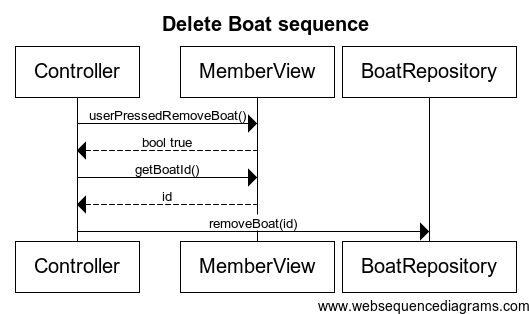 Delete Boat sequence
Controller MemberView BoatRepository
userPressedRemoveBoat()
bool true
getBoatId()
id
removeBoat(id)
Controller MemberView BoatRepository
www.websequencediagrams.com